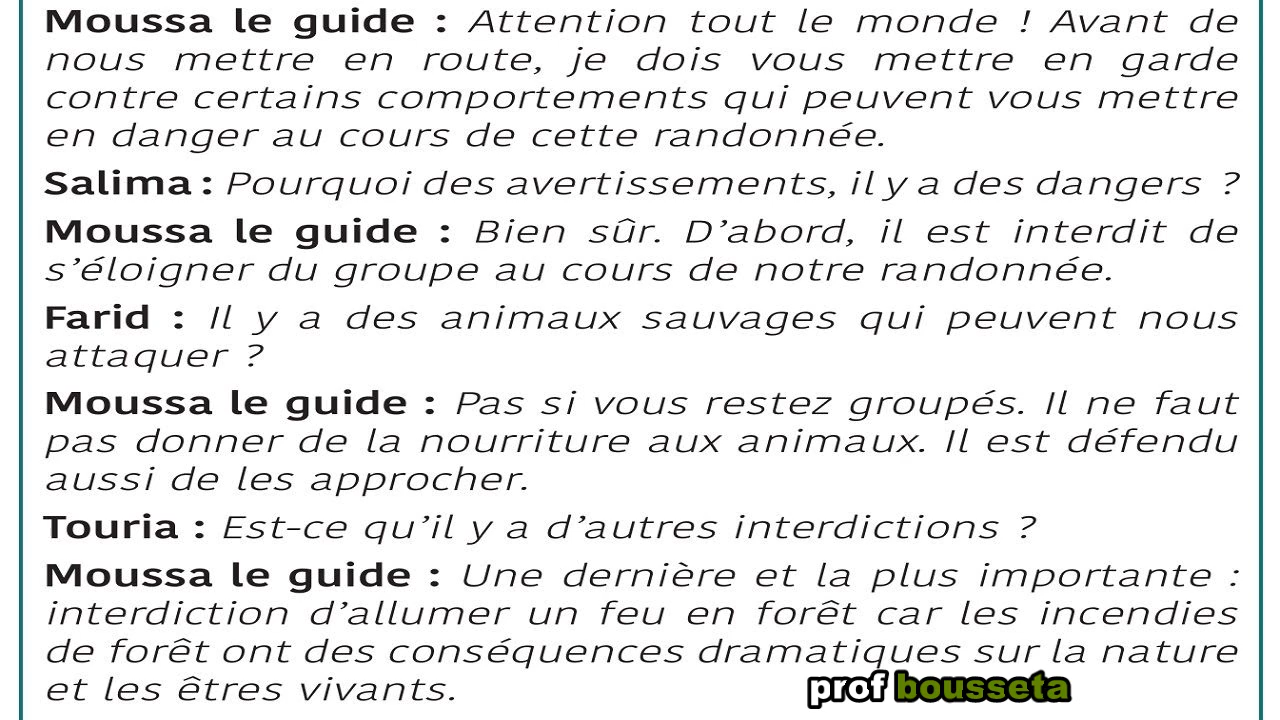 Moussa le guide : Attention tout le monde ! Avant de
nous mettre en route, je dois vous mettre en garde
contre certains comportements qui peuvent vous mettre
en danger au cours de cette randonnée.
Salima : Pourquoi des avertissements, il y a des dangers ?
Moussa le guide : Bien sûr. D’abord, il est interdit de
s’éloigner du groupe au cours de notre randonnée.
Farid : Il y a des animaux sauvages qui peuvent nous
attaquer ?
Moussa le guide : Pas si vous restez groupés. Il ne faut
pas donner de la nourriture aux animaux. Il est défendu
aussi de les approcher.
Touria : Est-ce qu’il y a d’autres interdictions ?
Moussa le guide : Une dernière et la plus importante :
interdiction d’allumer un feu en forêt car les incendies
de forêt ont des conséquences dramatiques sur la nature
et les êtres vivants.
prof bousseta